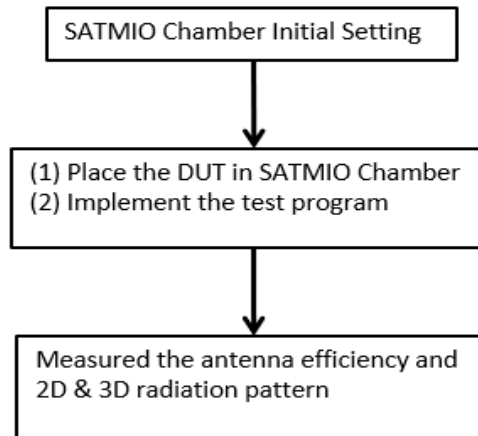 SATMIO Chamber Initial Setting
(1) Place the DUT in SATMIO Chamber
(2) Implement the test program
Measured the antenna efficiency and
2D & 3D radiation pattern